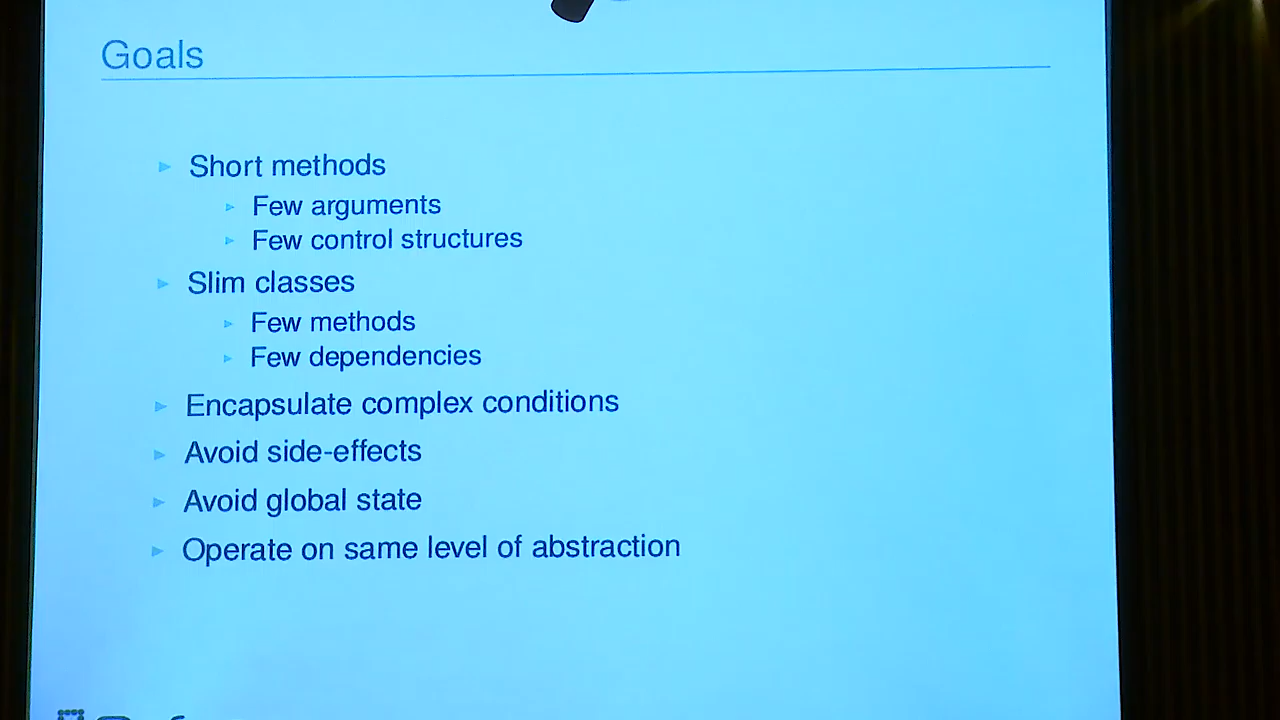 Goals
Short methods
Few arguments
Few control structures
Slim classes
Few methods
Few dependencies
Encapsulate complex conditions
Avoid side-effects
Avoid global state
Operate on same level of abstraction